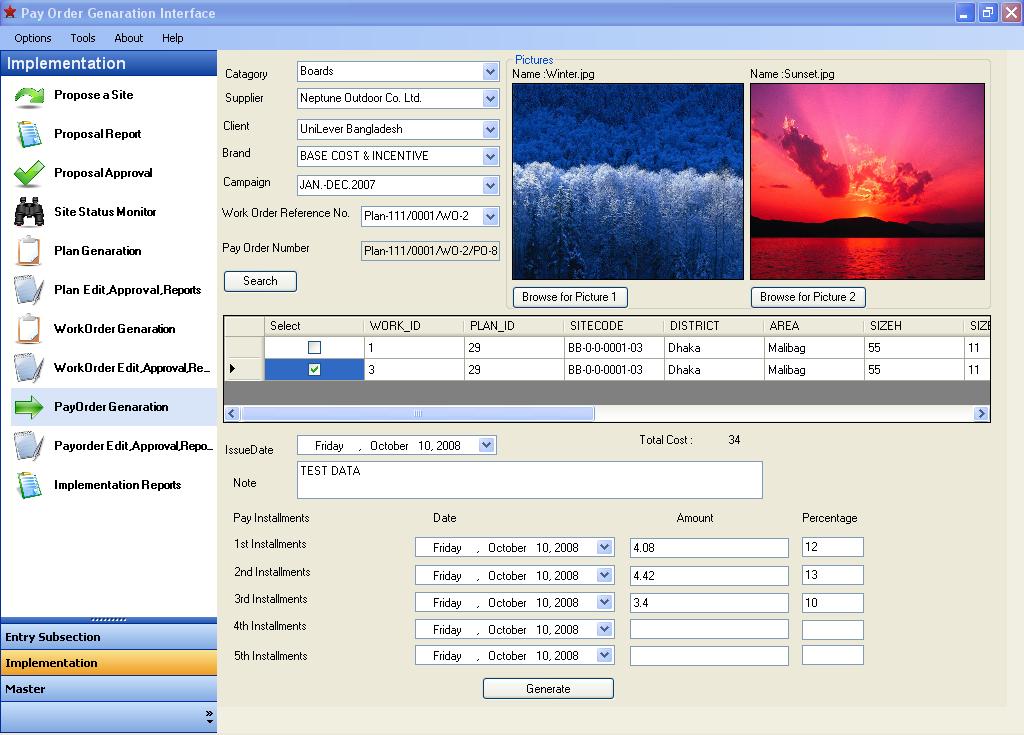 Pay Order Genaration Interface
Options Tools About Help
Implementation
Propose a Site
Proposal Report
Proposal Approval
Site Status Monitor
Plan Genaration
Plan Edit,Approval,Reports
WorkOrder Genaration
WorkOrder Edit,Approval,Re...
PayOrder Genaration
Payorder Edit,Approval,Repo...
Implementation Reports
Entry Subsection
Implementation
Master
»
Catagory Boards
Supplier Neptune Outdoor Co. Ltd.
Client UniLever Bangladesh
Brand BASE COST & INCENTIVE
Campaign JAN.-DEC.2007
Work Order Reference No. Plan-111/0001/WO-2
Pay Order Number Plan-111/0001/WO-2/PO-8
Search
Pictures
Name :Winter.jpg Name :Sunset.jpg
Browse for Picture 1 Browse for Picture 2
Select WORK_ID PLAN_ID SITECODE DISTRICT AREA SIZEH SIZE
1 29 BB-0-0-0001-03 Dhaka Malibag 55 11
3 29 BB-0-0-0001-03 Dhaka Malibag 55 11
IssueDate Friday , October 10, 2008 Total Cost : 34
Note TEST DATA
Pay Installments Date Amount Percentage
1st Installments Friday , October 10, 2008 4.08 12
2nd Installments Friday , October 10, 2008 4.42 13
3rd Installments Friday , October 10, 2008 3.4 10
4th Installments Friday , October 10, 2008
5th Installments Friday , October 10, 2008
Generate